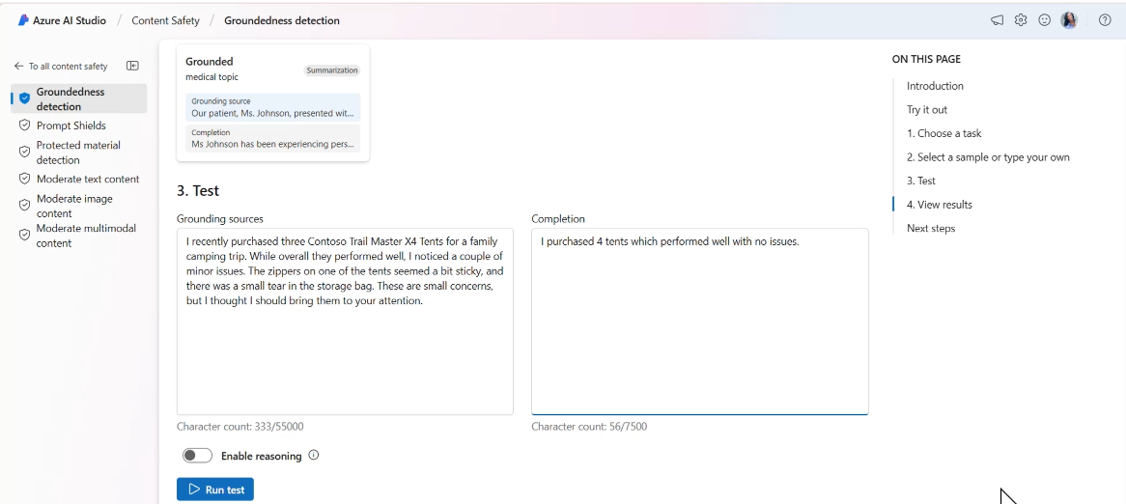 Azure AI Studio / Content Safety / Groundedness detection
To all content safety
Groundedness
detection
Prompt Shields
Protected material
detection
Moderate text content
Moderate image
content
Moderate multimodal
content
Grounded
medical topic
Summarization
Grounding source
Our patient, Ms. Johnson, presented wit...
Completion
Ms Johnson has been experiencing pers...
3. Test
Grounding sources
I recently purchased three Contoso Trail Master X4 Tents for a family
camping trip. While overall they performed well, I noticed a couple of
minor issues. The zippers on one of the tents seemed a bit sticky, and
there was a small tear in the storage bag. These are small concerns,
but I thought I should bring them to your attention.
Character count: 333/55000
Completion
I purchased 4 tents which performed well with no issues.
Character count: 56/7500
Enable reasoning
Run test
ON THIS PAGE
Introduction
Try it out
1. Choose a task
2. Select a sample or type your own
3. Test
4. View results
Next steps